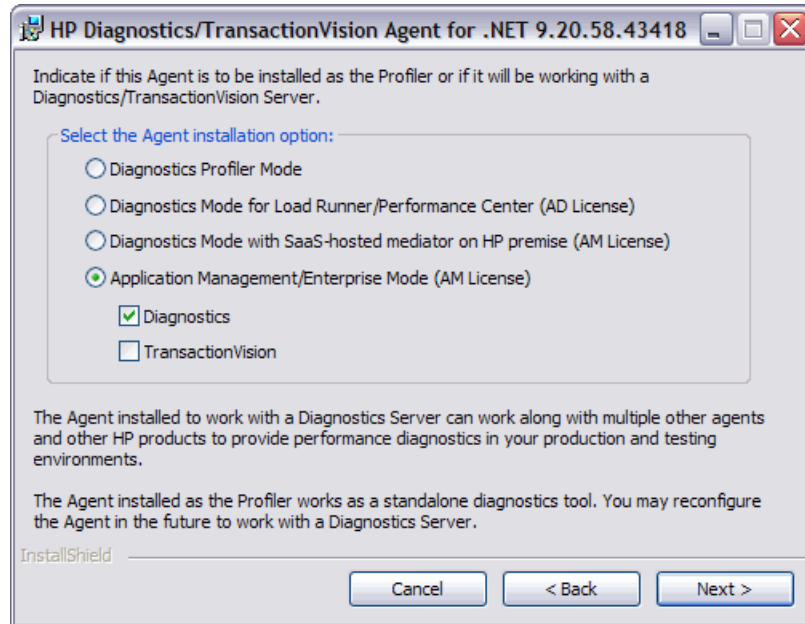 HP Diagnostics/TransactionVision Agent for .NET 9.20.58.43418
Indicate if this Agent is to be installed as the Profiler or if it will be working with a
Diagnostics/TransactionVision Server.
Select the Agent installation option:
Diagnostics Profiler Mode
Diagnostics Mode for Load Runner/Performance Center (AD License)
Diagnostics Mode with SaaS-hosted mediator on HP premise (AM License)
Application Management/Enterprise Mode (AM License)
Diagnostics
TransactionVision
The Agent installed to work with a Diagnostics Server can work along with multiple other agents
and other HP products to provide performance diagnostics in your production and testing
environments.
The Agent installed as the Profiler works as a standalone diagnostics tool. You may reconfigure
the Agent in the future to work with a Diagnostics Server.
InstallShield
Cancel < Back Next >